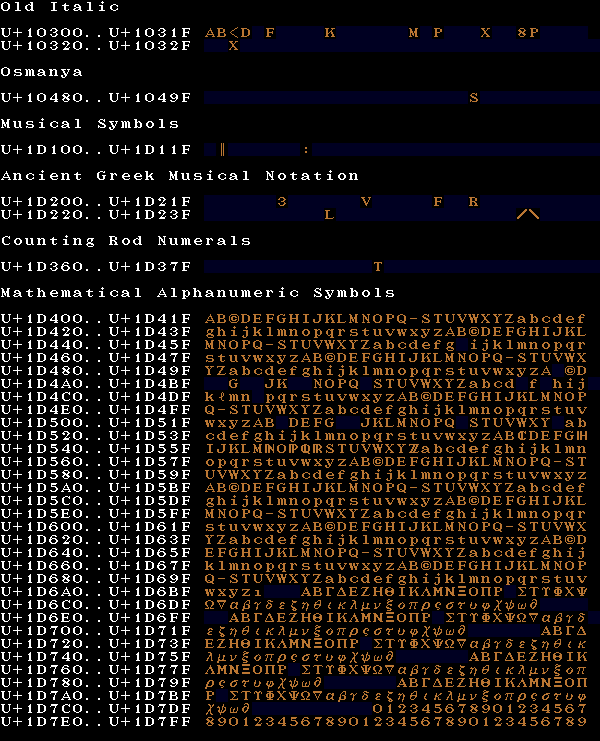 Old Italic
U+10300..U+1031F AB<D F K M P X 8P
U+10320..U+1032F X
Osmanya
U+10480..U+1049F S
Musical Symbols
U+1D100..U+1D11F ‖ :
Ancient Greek Musical Notation
U+1D200..U+1D21F 3 V F R
U+1D220..U+1D23F L ⁄\
Counting Rod Numerals
U+1D360..U+1D37F T
Mathematical Alphanumeric Symbols
U+1D400..U+1D41F AB©DEFGHIJKLMNOPQ-STUVWXYZabcdef
U+1D420..U+1D43F ghijklmnopqrstuvwxyzAB©DEFGHIJKL
U+1D440..U+1D45F MNOPQ-STUVWXYZabcdefg ijklmnopqr
U+1D460..U+1D47F stuvwxyzAB©DEFGHIJKLMNOPQ-STUVWX
U+1D480..U+1D49F YZabcdefghijklmnopqrstuvwxyzA ©D
U+1D4A0..U+1D4BF G JK NOPQ STUVWXYZabcd f hij
U+1D4C0..U+1D4DF kℓmn pqrstuvwxyzAB©DEFGHIJKLMNOP
U+1D4E0..U+1D4FF Q-STUVWXYZabcdefghijklmnopqrstuv
U+1D500..U+1D51F wxyzAB DEFG JKLMNOPQ STUVWXY ab
U+1D520..U+1D53F cdefghijklmnopqrstuvwxyzABℂDEFGℍ
U+1D540..U+1D55F IJKLMℕOℙℚℝSTUVWXYℤabcdefghijklmn
U+1D560..U+1D57F opqrstuvwxyzAB©DEFGHIJKLMNOPQ-ST
U+1D580..U+1D59F UVWXYZabcdefghijklmnopqrstuvwxyz
U+1D5A0..U+1D5BF AB©DEFGHIJKLMNOPQ-STUVWXYZabcdef
U+1D5C0..U+1D5DF ghijklmnopqrstuvwxyzAB©DEFGHIJKL
U+1D5E0..U+1D5FF MNOPQ-STUVWXYZabcdefghijklmnopqr
U+1D600..U+1D61F stuvwxyzAB©DEFGHIJKLMNOPQ-STUVWX
U+1D620..U+1D63F YZabcdefghijklmnopqrstuvwxyzAB©D
U+1D640..U+1D65F EFGHIJKLMNOPQ-STUVWXYZabcdefghij
U+1D660..U+1D67F klmnopqrstuvwxyzAB©DEFGHIJKLMNOP
U+1D680..U+1D69F Q-STUVWXYZabcdefghijklmnopqrstuv
U+1D6A0..U+1D6BF wxyzı ΑΒΓΔΕΖΗΘΙΚΛΜΝΞΟΠΡ ΣΤΥΦΧΨ
U+1D6C0..U+1D6DF Ω∇αβγδεζηθικλμνξοπρςστυφχψω∂
U+1D6E0..U+1D6FF ΑΒΓΔΕΖΗΘΙΚΛΜΝΞΟΠΡ ΣΤΥΦΧΨΩ∇αβγδ
U+1D700..U+1D71F εζηθικλμνξοπρςστυφχψω∂ ΑΒΓΔ
U+1D720..U+1D73F ΕΖΗΘΙΚΛΜΝΞΟΠΡ ΣΤΥΦΧΨΩ∇αβγδεζηθικ
U+1D740..U+1D75F λμνξοπρςστυφχψω∂ ΑΒΓΔΕΖΗΘΙΚ
U+1D760..U+1D77F ΛΜΝΞΟΠΡ ΣΤΥΦΧΨΩ∇αβγδεζηθικλμνξοπ
U+1D780..U+1D79F ρςστυφχψω∂ ΑΒΓΔΕΖΗΘΙΚΛΜΝΞΟΠ
U+1D7A0..U+1D7BF Ρ ΣΤΥΦΧΨΩ∇αβγδεζηθικλμνξοπρςστυφ
U+1D7C0..U+1D7DF χψω∂ 012345678901234567
U+1D7E0..U+1D7FF 89012345678901234567890123456789